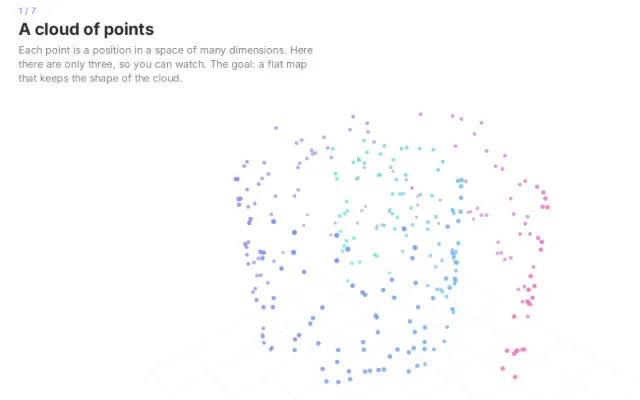 1 / 7
A cloud of points
Each point is a position in a space of many dimensions. Here
there are only three, so you can watch. The goal: a flat map
that keeps the shape of the cloud.